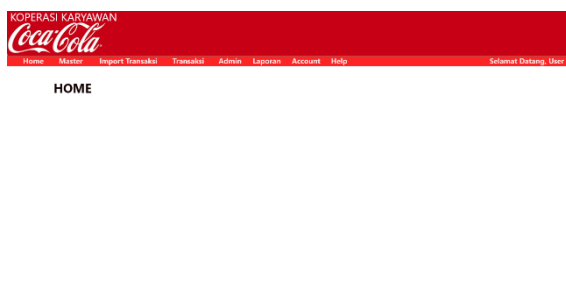 KOPERASI KARYAWAN
Coca-Cola
Home Master Import Transaksi Transaksi Admin Laporan Account Help Selamat Datang, User
HOME